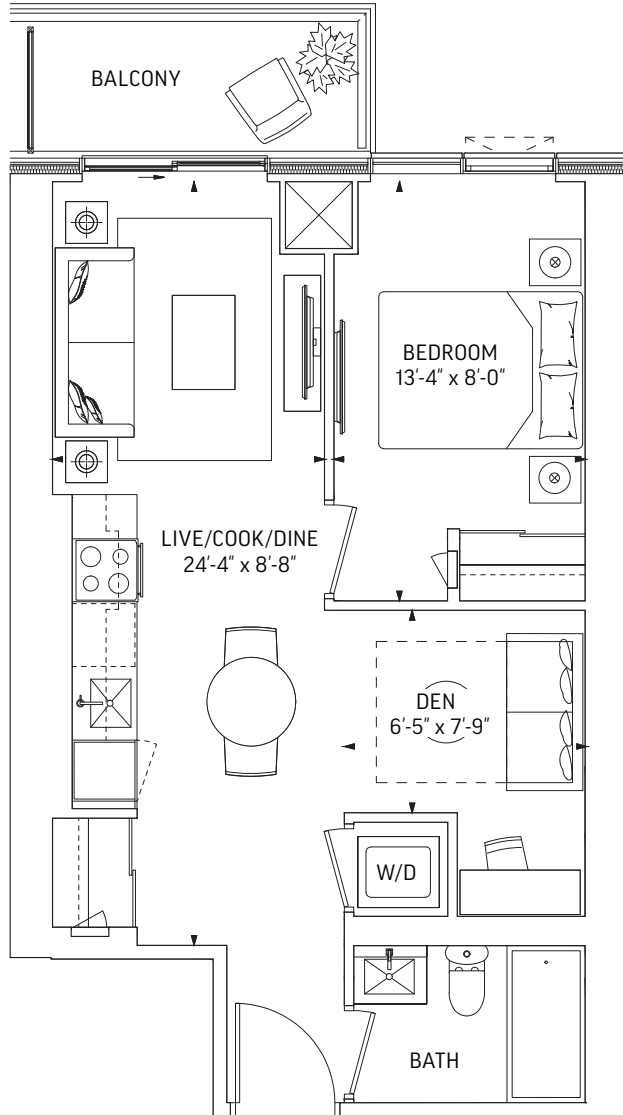 BALCONY
BEDROOM
13'-4" x 8'-0"
LIVE/COOK/DINE
24'-4" x 8'-8"
DEN
6'-5" x 7'-9"
W/D
BATH